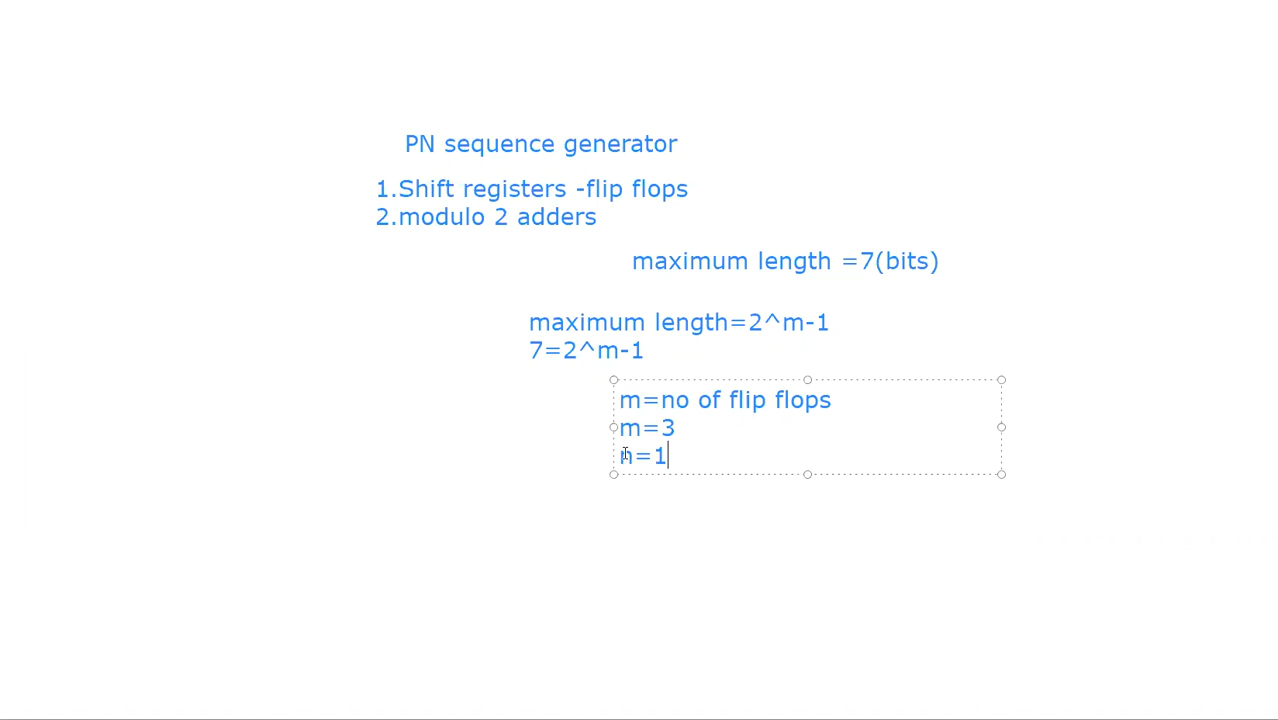 PN sequence generator
1.Shift registers -flip flops
2.modulo 2 adders
maximum length =7(bits)
maximum length=2^m-1
7=2^m-1
m=no of flip flops
m=3
n=1